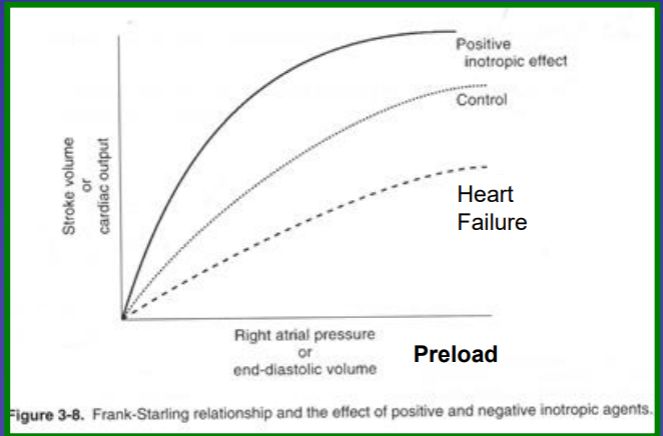 Positive
inotropic effect
Control
Stroke volume
or
cardiac output
Heart
Failure
Right atrial pressure
or
end-diastolic volume
Preload
Figure 3-8. Frank-Starling relationship and the effect of positive and negative inotropic agents.